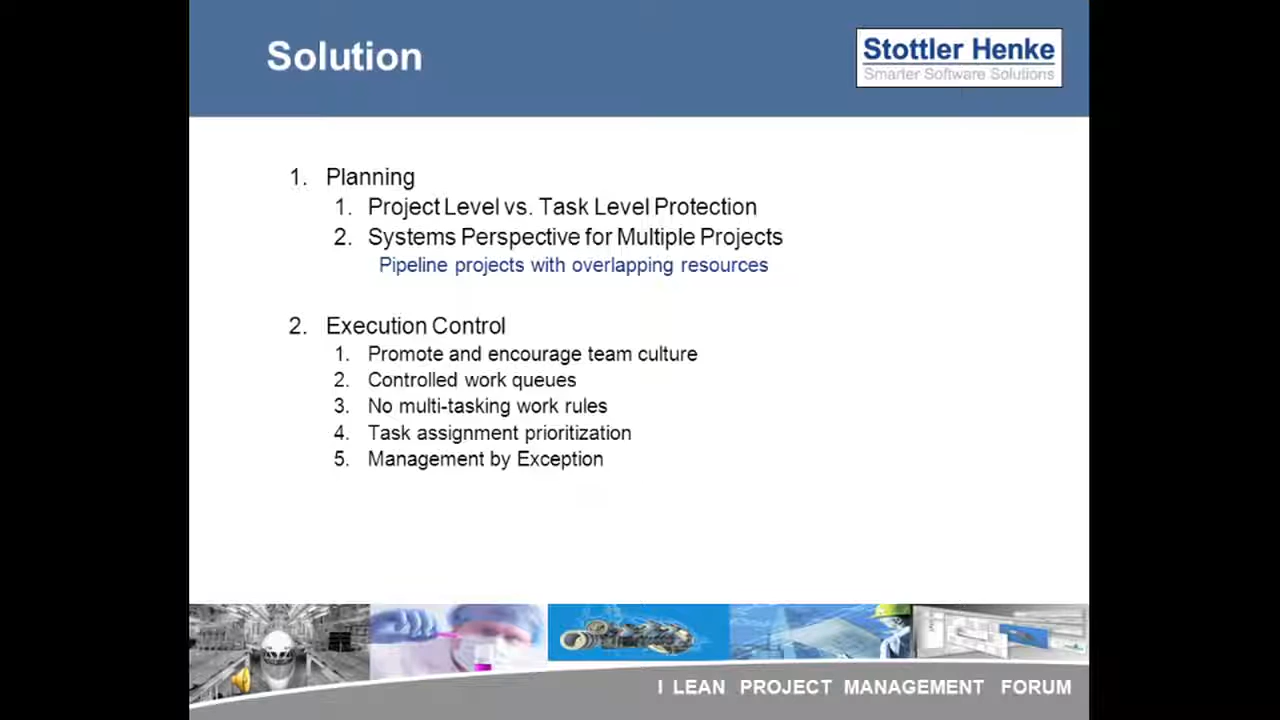 Solution
Stottler Henke
Smarter Software Solutions
1. Planning
1. Project Level vs. Task Level Protection
2. Systems Perspective for Multiple Projects
Pipeline projects with overlapping resources
2. Execution Control
1. Promote and encourage team culture
2. Controlled work queues
3. No multi-tasking work rules
4. Task assignment prioritization
5. Management by Exception
I LEAN PROJECT MANAGEMENT FORUM